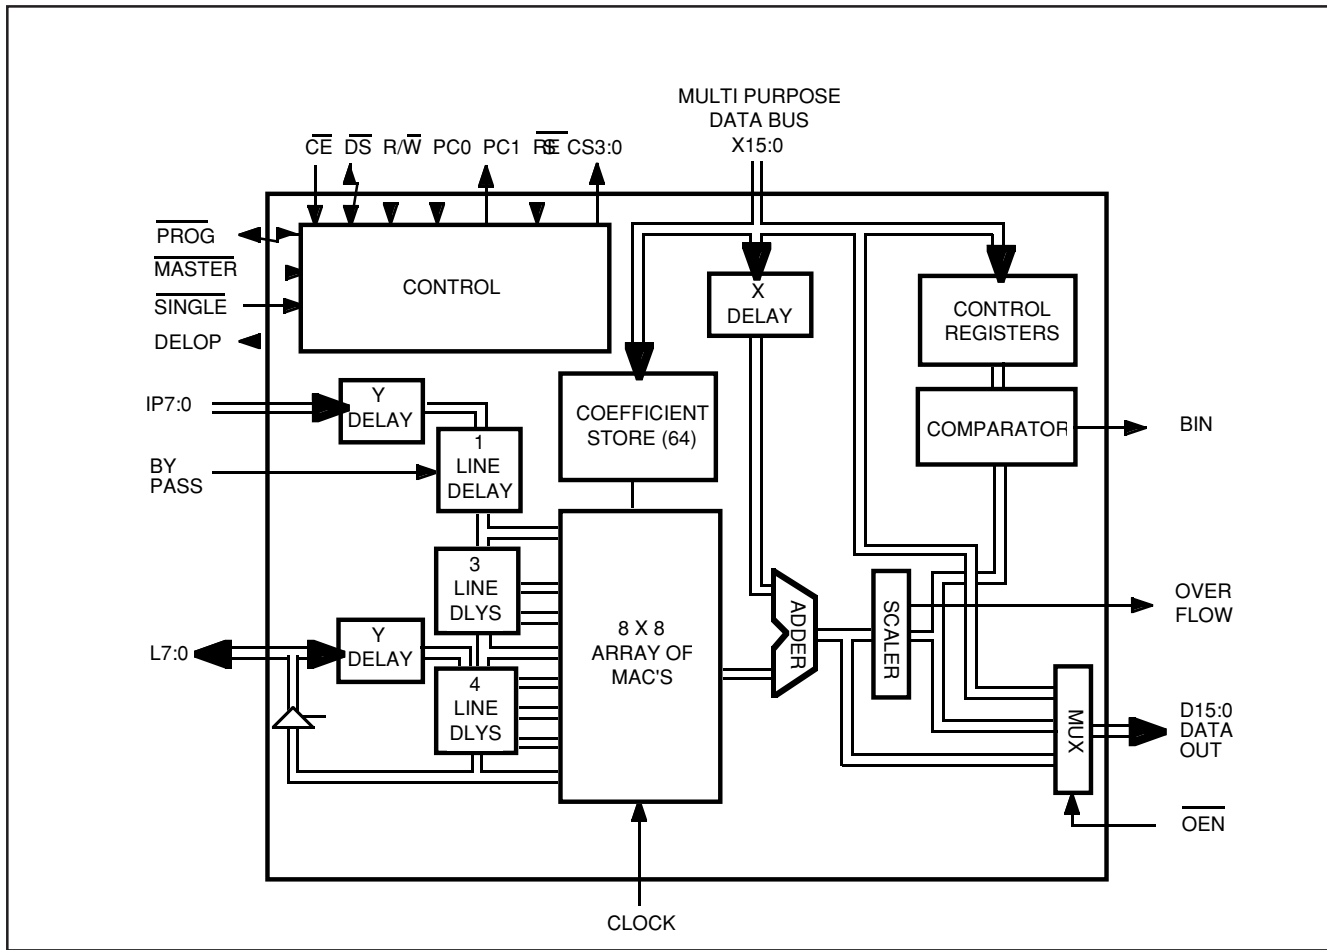 MULTI PURPOSE
DATA BUS
X15:0
CE DS R/W PC0 PC1 RES CS3:0
PROG
MASTER
SINGLE
DELOP
CONTROL
X
DELAY
CONTROL
REGISTERS
IP7:0
Y
DELAY
COEFFICIENT
STORE (64)
COMPARATOR
BIN
BY
PASS
1
LINE
DELAY
3
LINE
DLYS
8 X 8
ARRAY OF
MAC'S
ADDER
SCALER
OVER
FLOW
L7:0
Y
DELAY
4
LINE
DLYS
MUX
D15:0
DATA
OUT
OEN
CLOCK